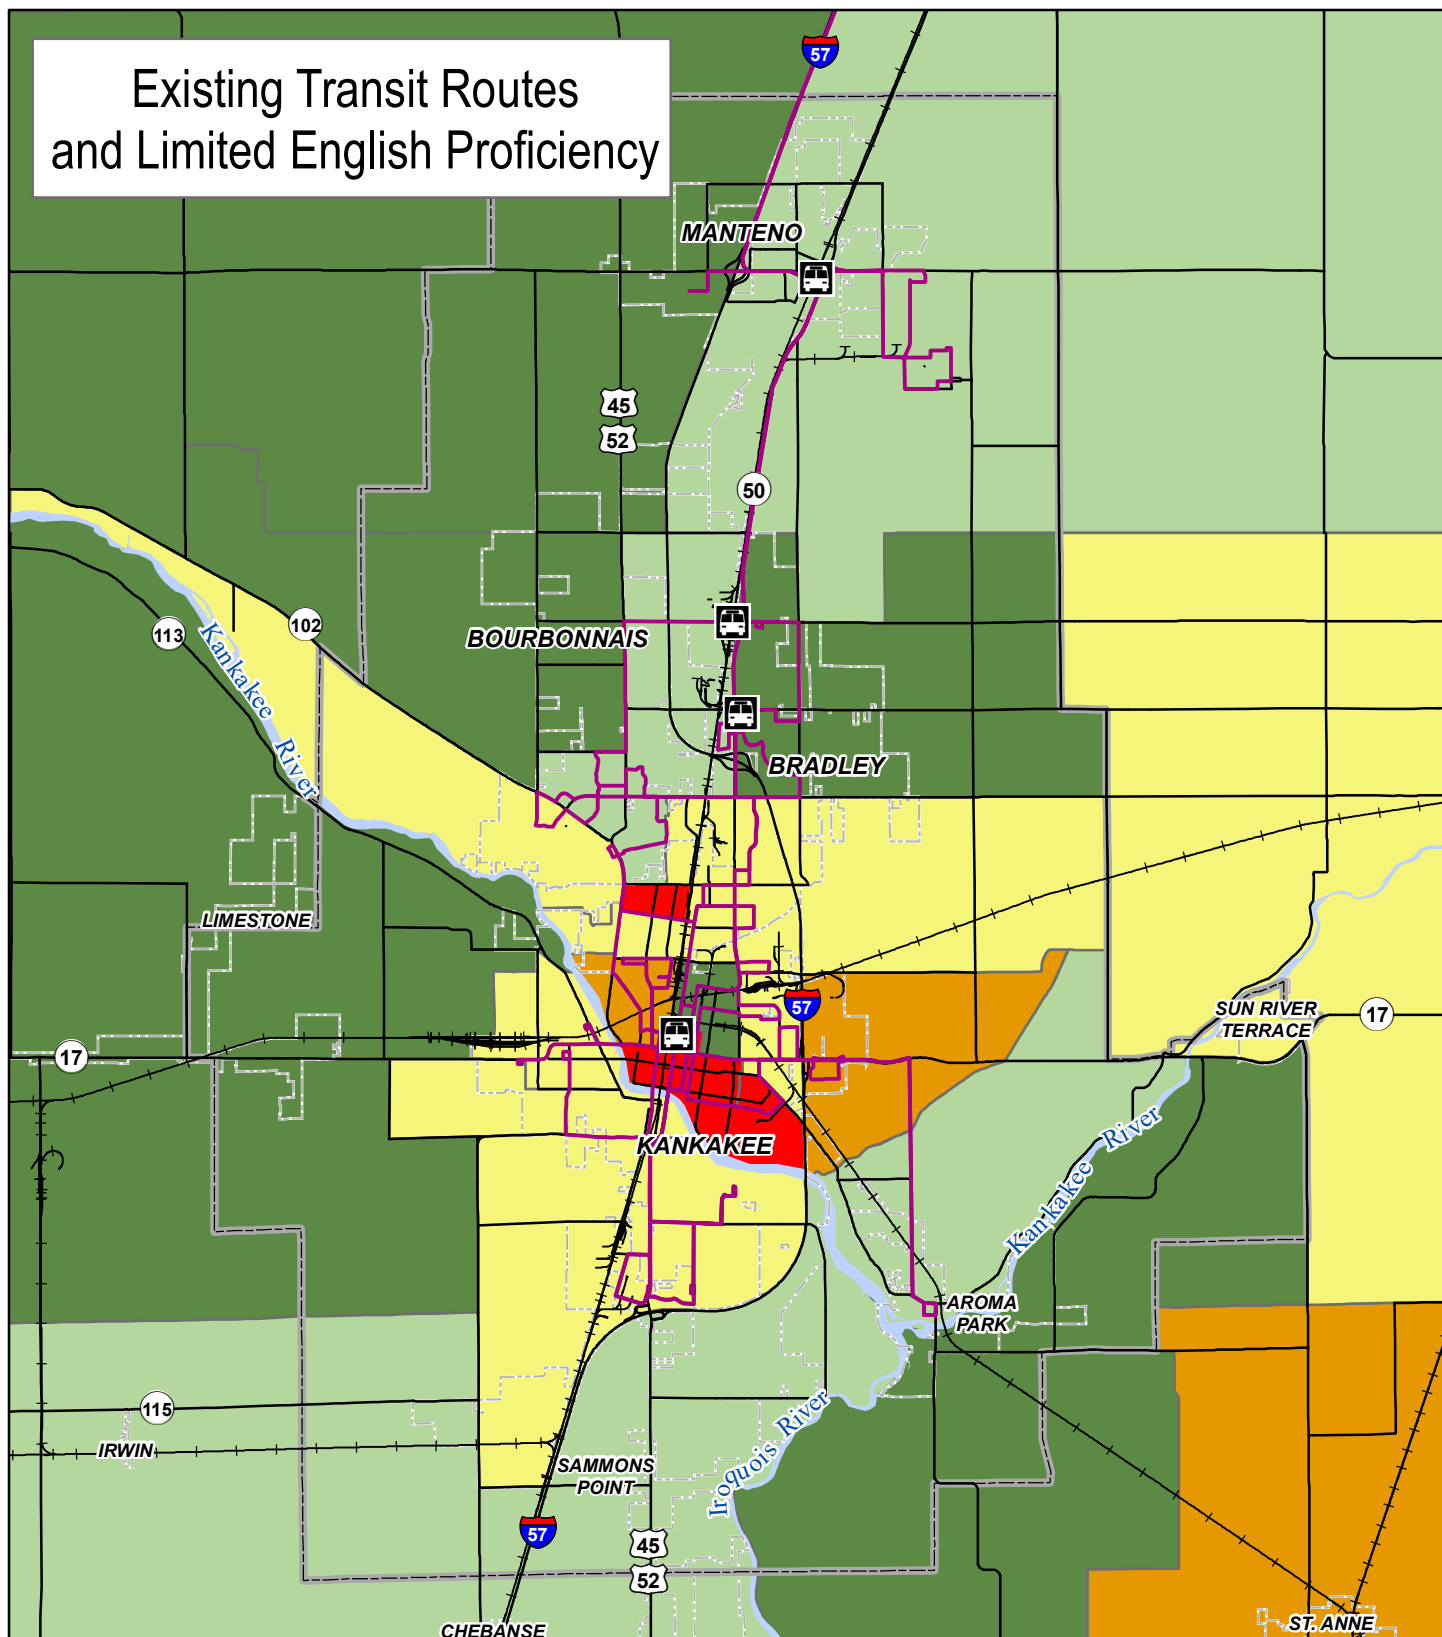 Existing Transit Routes
and Limited English Proficiency
57
MANTENO
45
52
50
113
102
BOURBONNAIS
Kankakee
River
BRADLEY
LIMESTONE
57
SUN RIVER
TERRACE
17
17
KANKAKEE
Kankakee River
AROMA
PARK
115
IRWIN
SAMMONS
POINT
Iroquois River
57
45
52
CHEBANSE
ST. ANNE